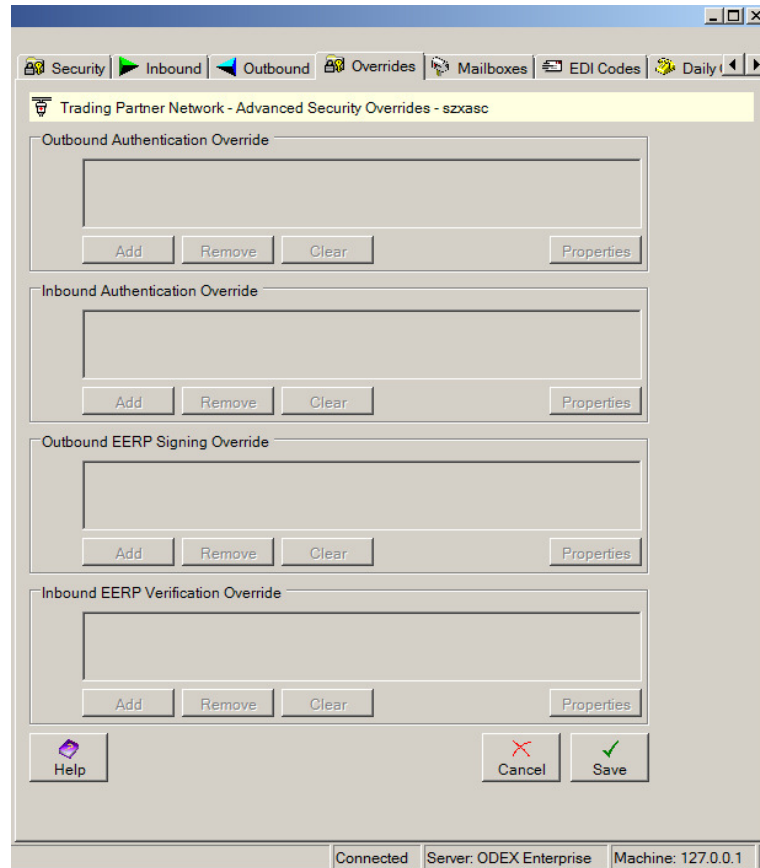 Security Inbound Outbound Overrides Mailboxes EDI Codes Daily
Trading Partner Network - Advanced Security Overrides - szxasc
Outbound Authentication Override
Add Remove Clear Properties
Inbound Authentication Override
Add Remove Clear Properties
Outbound EERP Signing Override
Add Remove Clear Properties
Inbound EERP Verification Override
Add Remove Clear Properties
Help Cancel Save
Connected Server: ODEX Enterprise Machine: 127.0.0.1